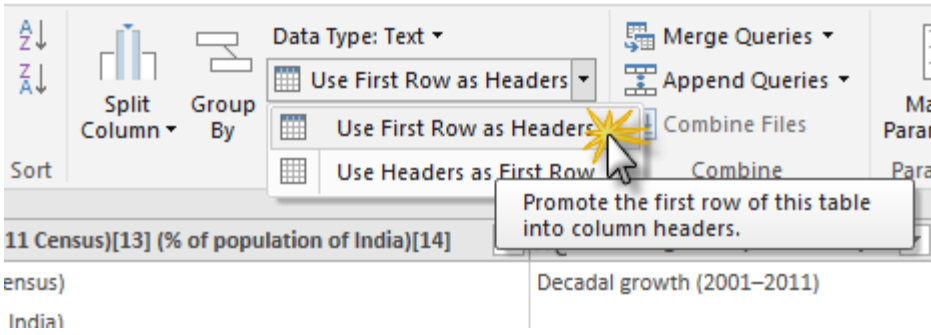 Data Type: Text
Merge Queries
Use First Row as Headers
Append Queries
Split Column
Group By
Use First Row as Headers
Combine Files
Use Headers as First Row
Sort
Combine
Promote the first row of this table
into column headers.
11 Census)[13] (% of population of India)[14]
ensus)
Decadal growth (2001–2011)
India)